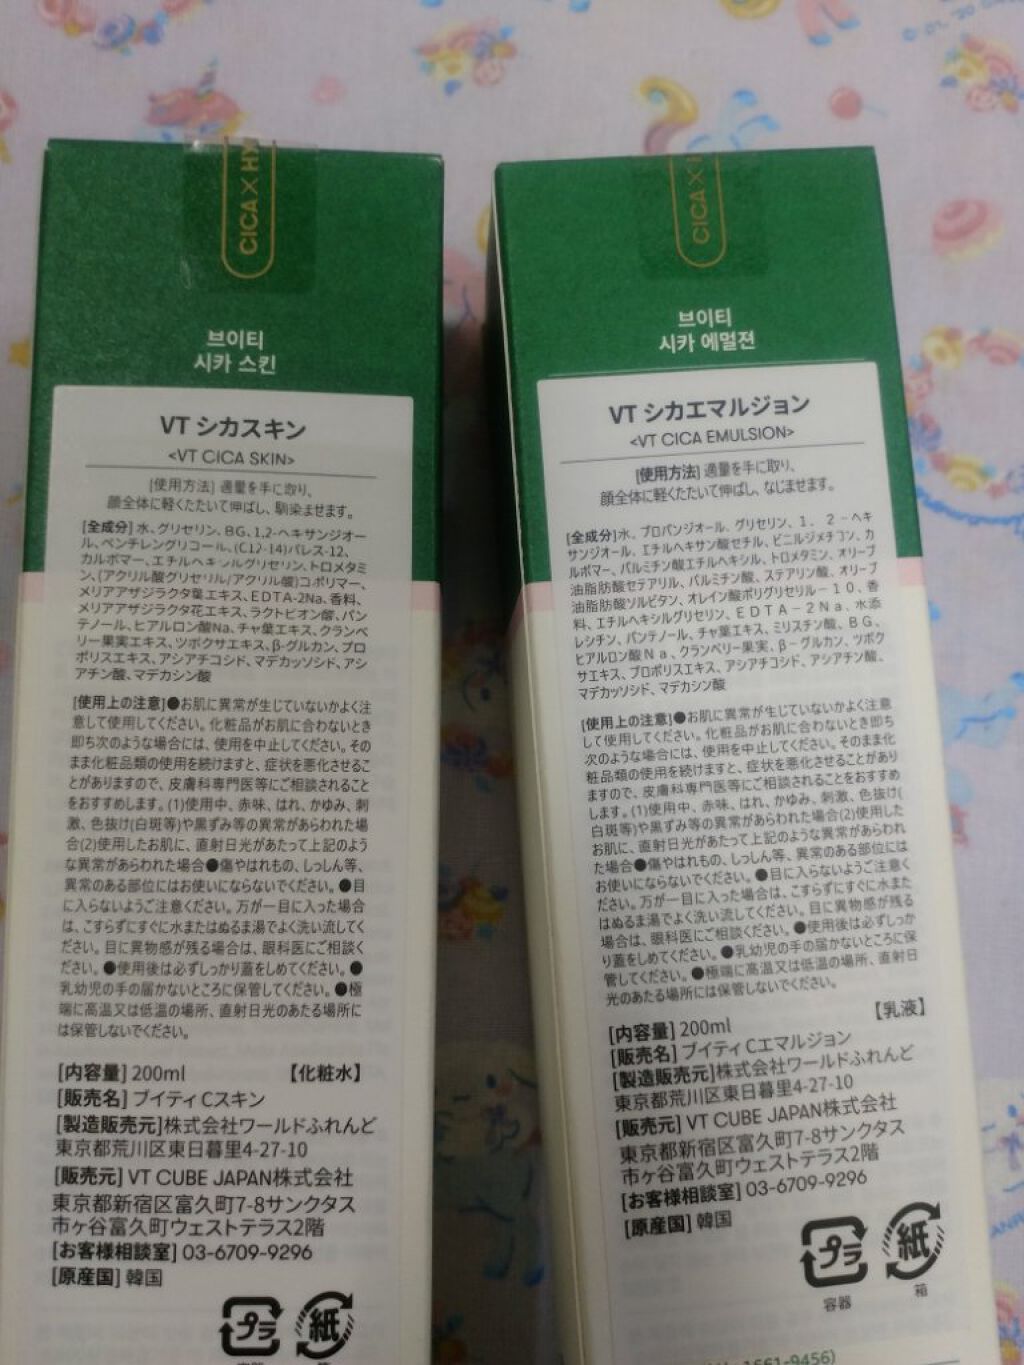 CICA×HY
브이티
시카 스킨
VT シカスキン
<VT CICA SKIN>
[使用方法] 適量を手に取り、
顔全体に軽くたたいて伸ばし、馴染ませます。
[全成分] 水、グリセリン、BG、1,2-ヘキサンジオー
ル、ペンチレングリコール、(C12-14)パレス-12、
カルボマー、エチルヘキシルグリセリン、トロメタミ
ン、(アクリル酸グリセリル/アクリル酸)コポリマー、
メリアアザジラクタ葉エキス、EDTA-2Na、香料、
メリアアザジラクタ花エキス、ラクトビオン酸、パン
テノール、ヒアルロン酸Na、チャ葉エキス、クランベ
リー果実エキス、ツボクサエキス、β-グルカン、プロ
ポリスエキス、アシアチコシド、マデカッソシド、アシ
アチン酸、マデカシン酸
[使用上の注意]●お肌に異常が生じていないかよく注
意して使用してください。化粧品がお肌に合わないとき
即ち次のような場合には、使用を中止してください。その
まま化粧品類の使用を続けますと、症状を悪化させるこ
とがありますので、皮膚科専門医等にご相談されること
をおすすめします。(1)使用中、赤味、はれ、かゆみ、刺
激、色抜け(白斑等)や黒ずみ等の異常があらわれた場
合(2)使用したお肌に、直射日光があたって上記のよう
な異常があらわれた場合●傷やはれもの、しっしん等、
異常のある部位にはお使いにならないでください。●目
に入らないようご注意ください。万が一目に入った場合
は、こすらずにすぐに水またはぬるま湯でよく洗い流してく
ださい。目に異物感が残る場合は、眼科医にご相談く
ださい。●使用後は必ずしっかり蓋をしめてください。●
乳幼児の手の届かないところに保管してください。●極
端に高温又は低温の場所、直射日光のあたる場所に
は保管しないでください。
[内容量] 200ml 【化粧水】
[販売名] ブイティ Cスキン
[製造販売元]株式会社ワールドふれんど
東京都荒川区東日暮里4-27-10
[販売元] VT CUBE JAPAN株式会社
東京都新宿区富久町7-8サンクタス
市ヶ谷富久町ウェストテラス2階
[お客様相談室] 03-6709-9296
[原産国] 韓国
プラ 紙
CICA×H
브이티
시카 에멀젼
VT シカエマルジョン
<VT CICA EMULSION>
[使用方法] 適量を手に取り、
顔全体に軽くたたいて伸ばし、なじませます。
[全成分]水、プロパンジオール、グリセリン、1,2-ヘキ
サンジオール、エチルヘキサン酸セチル、ビニルジメチコン、カ
ルボマー、パルミチン酸エチルヘキシル、トロメタミン、オリーブ
油脂肪酸セテアリル、パルミチン酸、ステアリン酸、オリーブ
油脂肪酸ソルビタン、オレイン酸ポリグリセリル-10、香
料、エチルヘキシルグリセリン、EDTA-2Na、水添
レシチン、パンテノール、チャ葉エキス、ミリスチン酸、BG、
ヒアルロン酸Na、クランベリー果実、β-グルカン、ツボク
サエキス、プロポリスエキス、アシアチコシド、アシアチン酸、
マデカッソシド、マデカシン酸
[使用上の注意]●お肌に異常が生じていないかよく注意
して使用してください。化粧品がお肌に合わないとき即ち
次のような場合には、使用を中止してください。そのまま化
粧品類の使用を続けますと、症状を悪化させることがあり
ますので、皮膚科専門医等にご相談されることをおすすめ
します。(1)使用中、赤味、はれ、かゆみ、刺激、色抜け(
白斑等)や黒ずみ等の異常があらわれた場合(2)使用した
お肌に、直射日光があたって上記のような異常があらわれ
た場合●傷やはれもの、しっしん等、異常のある部位には
お使いにならないでください。●目に入らないようご注意く
ださい。万が一目に入った場合は、こすらずにすぐに水また
はぬるま湯でよく洗い流してください。目に異物感が残る
場合は、眼科医にご相談ください。●使用後は必ずしっか
り蓋をしめてください。●乳幼児の手の届かないところに保
管してください。●極端に高温又は低温の場所、直射日
光のあたる場所には保管しないでください。
【乳液】
[内容量] 200ml
[販売名] ブイティ Cエマルジョン
[製造販売元]株式会社ワールドふれんど
東京都荒川区東日暮里4-27-10
[販売元] VT CUBE JAPAN株式会社
東京都新宿区富久町7-8サンクタス
市ヶ谷富久町ウェストテラス2階
[お客様相談室] 03-6709-9296
[原産国] 韓国
プラ 紙
容器 箱
1661-9456)